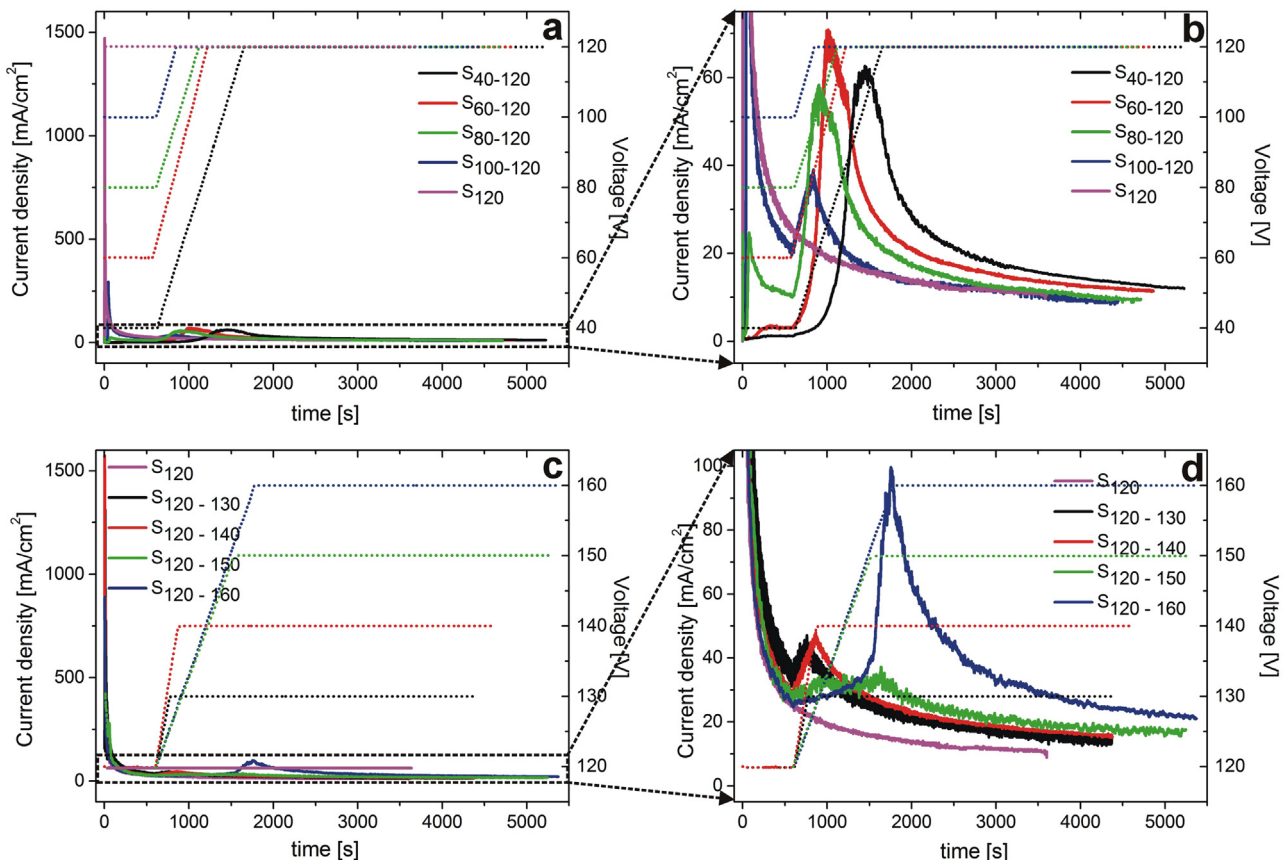 a
Current density [mA/cm²]
1500
1250
1000
750
500
250
0
S40-120
S60-120
S80-120
S100-120
S120
120
100
80
60
40
Voltage [V]
0 1000 2000 3000 4000 5000
time [s]
b
Current density [mA/cm²]
60
40
20
0
S40-120
S60-120
S80-120
S100-120
S120
120
100
80
60
40
Voltage [V]
0 1000 2000 3000 4000 5000
time [s]
c
Current density [mA/cm²]
1500
1250
1000
750
500
250
0
S120
S120 - 130
S120 - 140
S120 - 150
S120 - 160
160
150
140
130
120
Voltage [V]
0 1000 2000 3000 4000 5000
time [s]
d
Current density [mA/cm²]
100
80
60
40
20
0
S120
S120 - 130
S120 - 140
S120 - 150
S120 - 160
160
150
140
130
120
Voltage [V]
0 1000 2000 3000 4000 5000
time [s]